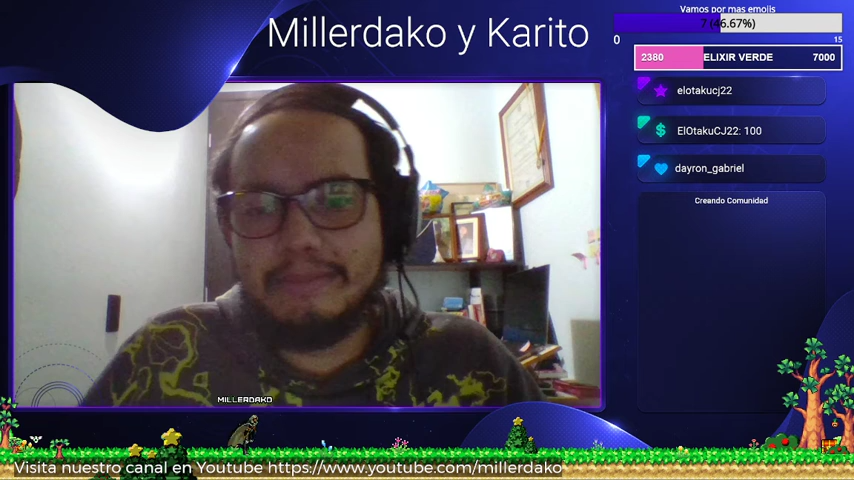 Millerdako y Karito
Vamos por mas emojis
7 (46.67%)
0 15
2380 ELIXIR VERDE 7000
elotakucj22
ElOtakuCJ22: 100
dayron_gabriel
Creando Comunidad
MILLERDAKO
Visita nuestro canal en Youtube https://www.youtube.com/millerdako